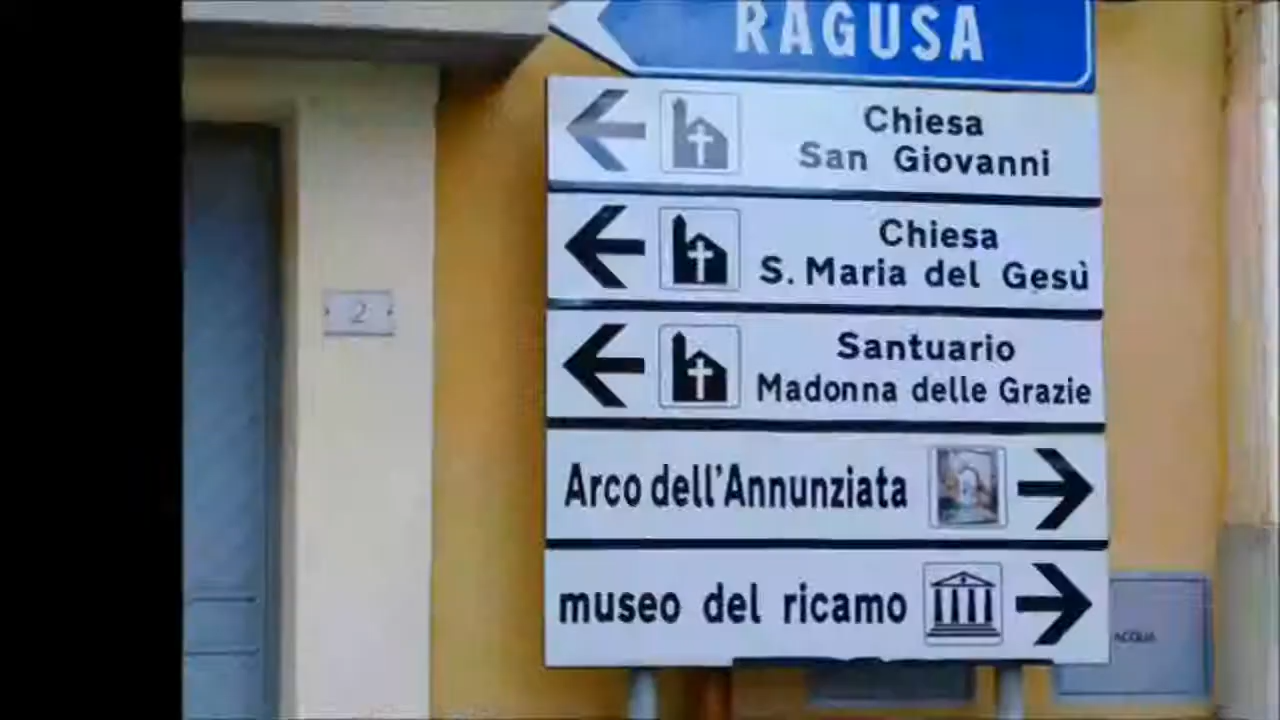 RAGUSA
Chiesa
San Giovanni
Chiesa
S. Maria del Gesù
Santuario
Madonna delle Grazie
Arco dell'Annunziata
museo del ricamo
2
ACQUA